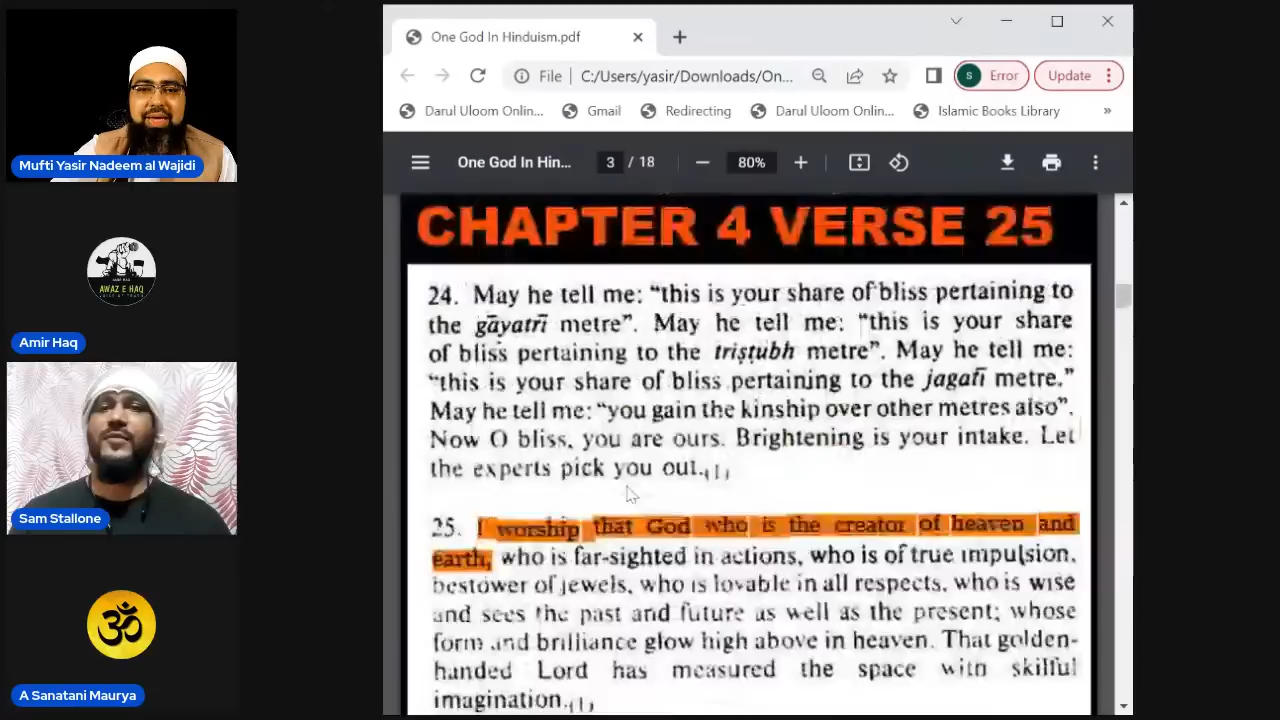 Mufti Yasir Nadeem al Wajidi
AMIR HAQ
AWAZ E HAQ
VOICE OF TRUTH
Amir Haq
Sam Stallone
ॐ
A Sanatani Maurya
One God In Hinduism.pdf
File C:/Users/yasir/Downloads/On...
S Error Update
Darul Uloom Onlin... Gmail Redirecting Darul Uloom Onlin... Islamic Books Library »
One God In Hin... 3 / 18 80%
CHAPTER 4 VERSE 25
24. May he tell me: “this is your share of bliss pertaining to
the gāyatrī metre”. May he tell me: “this is your share
of bliss pertaining to the triṣṭubh metre”. May he tell me:
“this is your share of bliss pertaining to the jagatī metre.”
May he tell me: “you gain the kinship over other metres also”.
Now O bliss, you are ours. Brightening is your intake. Let
the experts pick you out.(1)
25. I worship that God who is the creator of heaven and
earth, who is far-sighted in actions, who is of true impulsion,
bestower of jewels, who is lovable in all respects, who is wise
and sees the past and future as well as the present; whose
form and brilliance glow high above in heaven. That golden-
handed Lord has measured the space with skilful
imagination.(1)